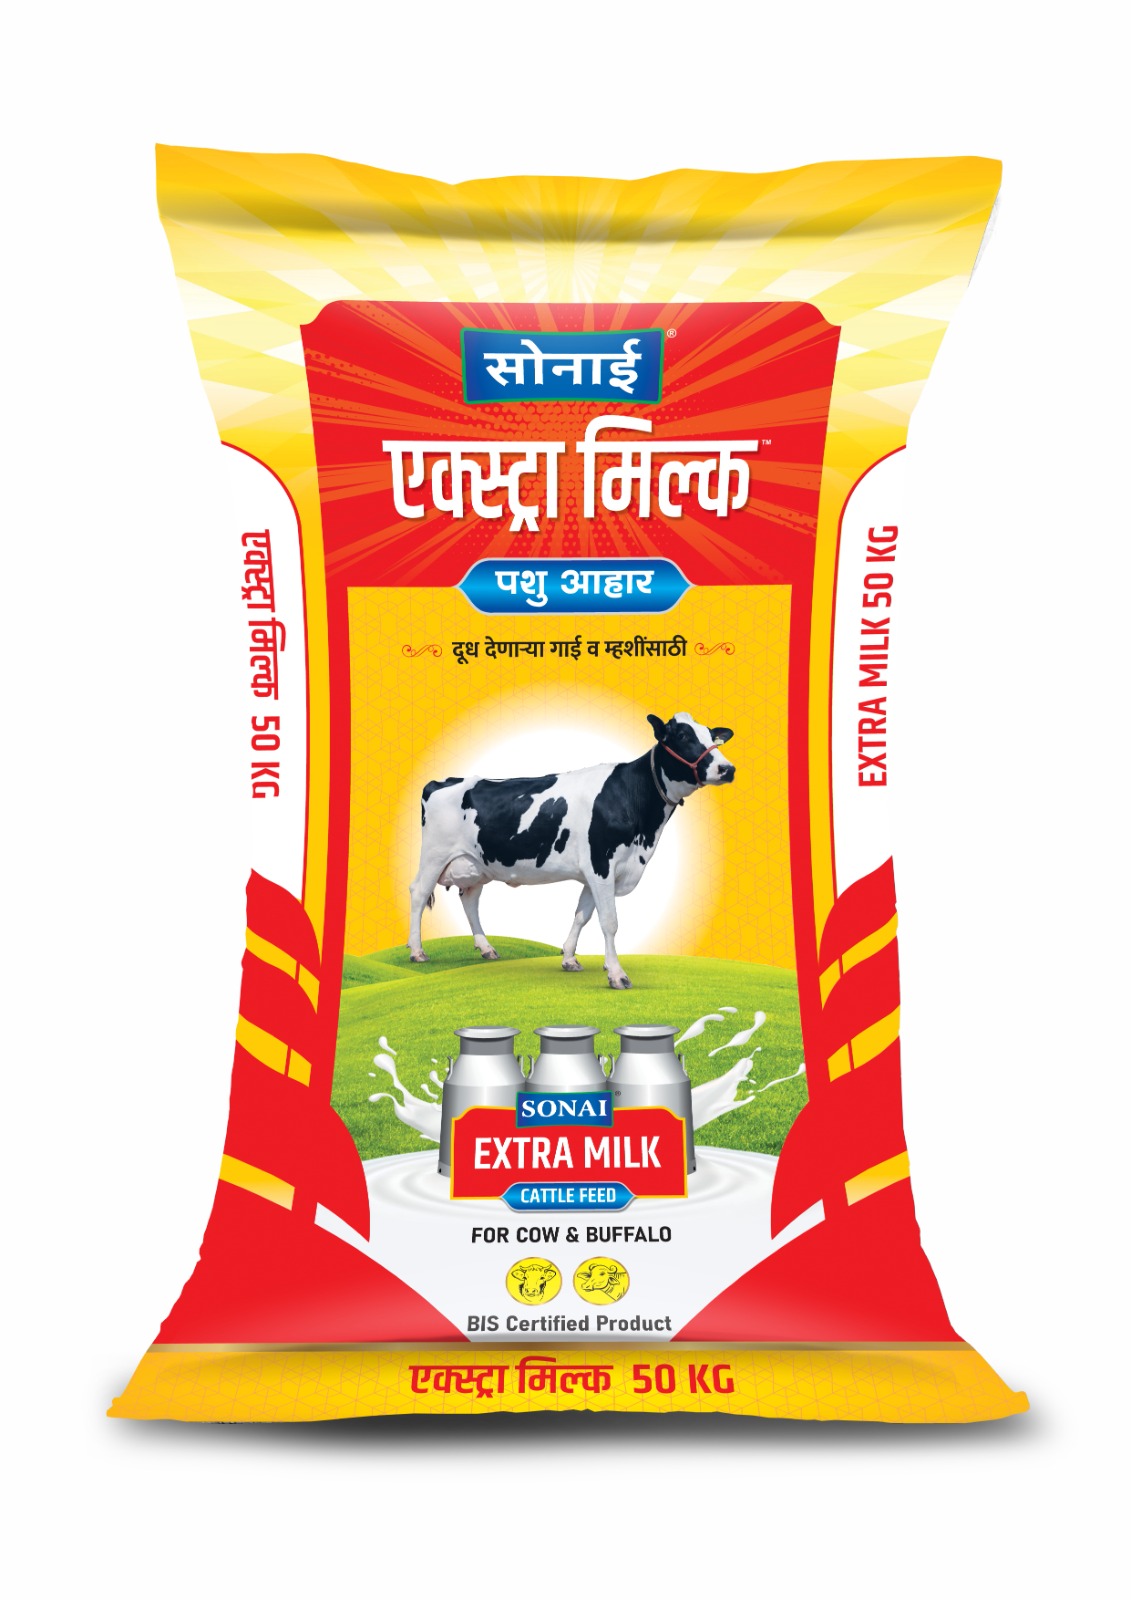 सोनाई®
एक्स्ट्रा मिल्क™
पशु आहार
दूध देणाऱ्या गाई व म्हशींसाठी
एक्स्ट्रा मिल्क 50 KG
EXTRA MILK 50 KG
SONAI®
EXTRA MILK
CATTLE FEED
FOR COW & BUFFALO
BIS Certified Product
एक्स्ट्रा मिल्क 50 KG